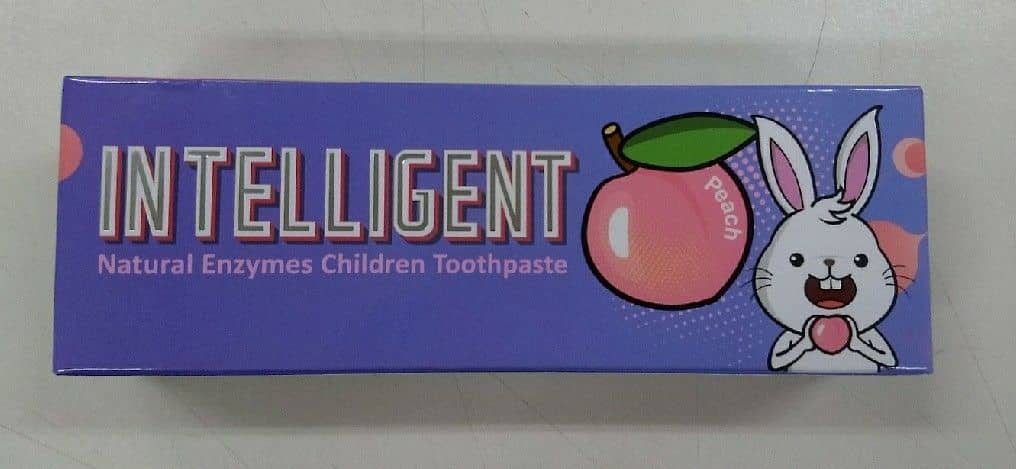 INTELLIGENT
Natural Enzymes Children Toothpaste
Peach